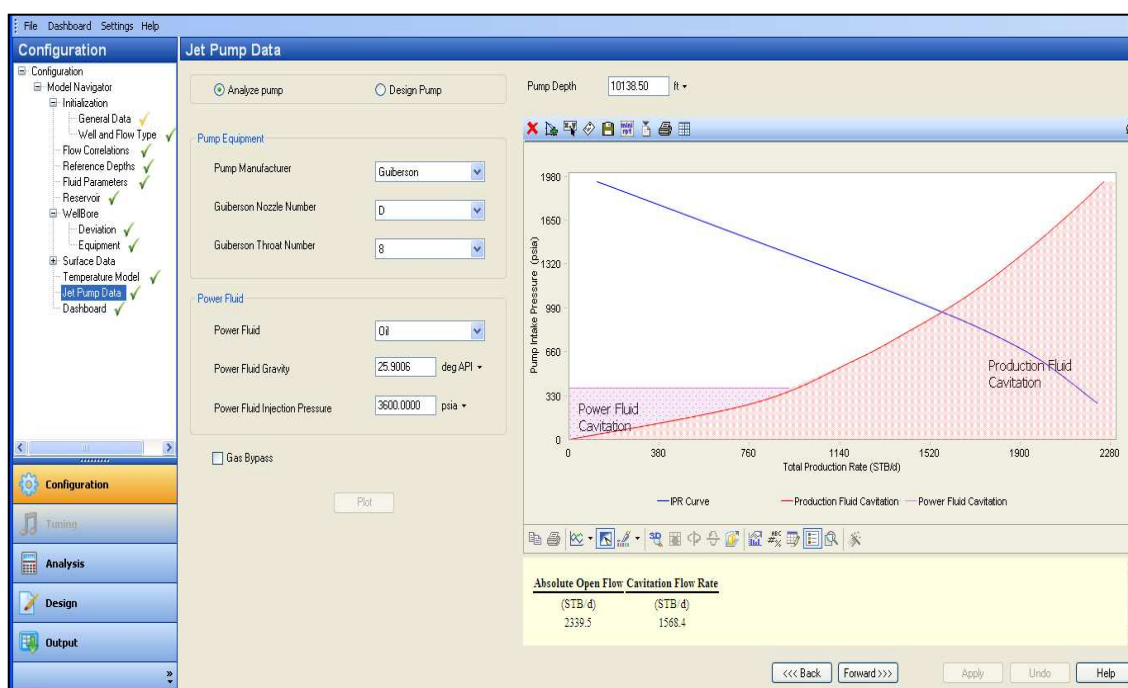 File Dashboard Settings Help
Configuration
Jet Pump Data
Configuration
Model Navigator
Initialization
General Data
Well and Flow Type
Flow Correlations
Reference Depths
Fluid Parameters
Reservoir
WellBore
Deviation
Equipment
Surface Data
Temperature Model
Jet Pump Data
Dashboard
Configuration
Tuning
Analysis
Design
Output
Analyze pump
Design Pump
Pump Equipment
Pump Manufacturer
Guiberson
Guiberson Nozzle Number
D
Guiberson Throat Number
8
Power Fluid
Power Fluid
Oil
Power Fluid Gravity
25.9006
deg API
Power Fluid Injection Pressure
3600.0000
psia
Gas Bypass
Plot
Pump Depth
10138.50
ft
Pump Intake Pressure (psia)
1980
1650
1320
990
660
330
0
Production Fluid
Cavitation
Power Fluid
Cavitation
0 380 760 1140 1520 1900 2280
Total Production Rate (STB/d)
IPR Curve Production Fluid Cavitation Power Fluid Cavitation
3D
Absolute Open Flow Cavitation Flow Rate
(STB/d) (STB/d)
2339.5 1568.4
<<< Back Forward >>> Apply Undo Help